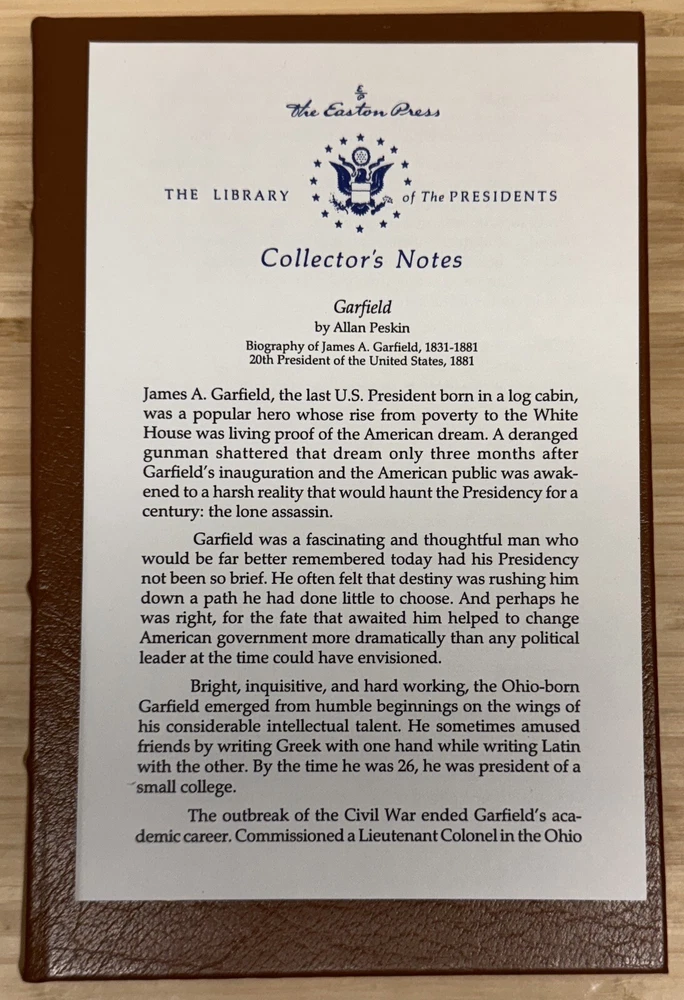 The Easton Press
THE LIBRARY of The PRESIDENTS
Collector's Notes
Garfield
by Allan Peskin
Biography of James A. Garfield, 1831-1881
20th President of the United States, 1881
James A. Garfield, the last U.S. President born in a log cabin,
was a popular hero whose rise from poverty to the White
House was living proof of the American dream. A deranged
gunman shattered that dream only three months after
Garfield's inauguration and the American public was awak-
ened to a harsh reality that would haunt the Presidency for a
century: the lone assassin.
Garfield was a fascinating and thoughtful man who
would be far better remembered today had his Presidency
not been so brief. He often felt that destiny was rushing him
down a path he had done little to choose. And perhaps he
was right, for the fate that awaited him helped to change
American government more dramatically than any political
leader at the time could have envisioned.
Bright, inquisitive, and hard working, the Ohio-born
Garfield emerged from humble beginnings on the wings of
his considerable intellectual talent. He sometimes amused
friends by writing Greek with one hand while writing Latin
with the other. By the time he was 26, he was president of a
small college.
The outbreak of the Civil War ended Garfield's aca-
demic career. Commissioned a Lieutenant Colonel in the Ohio